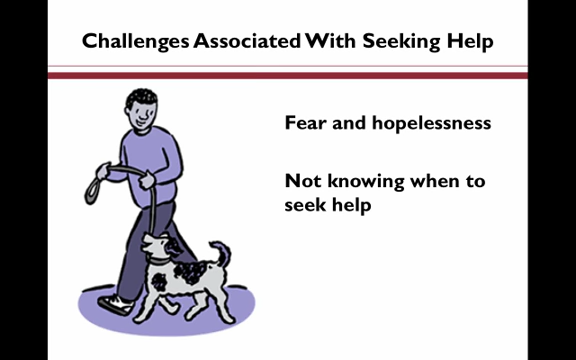 Challenges Associated With Seeking Help
Fear and hopelessness
Not knowing when to
seek help